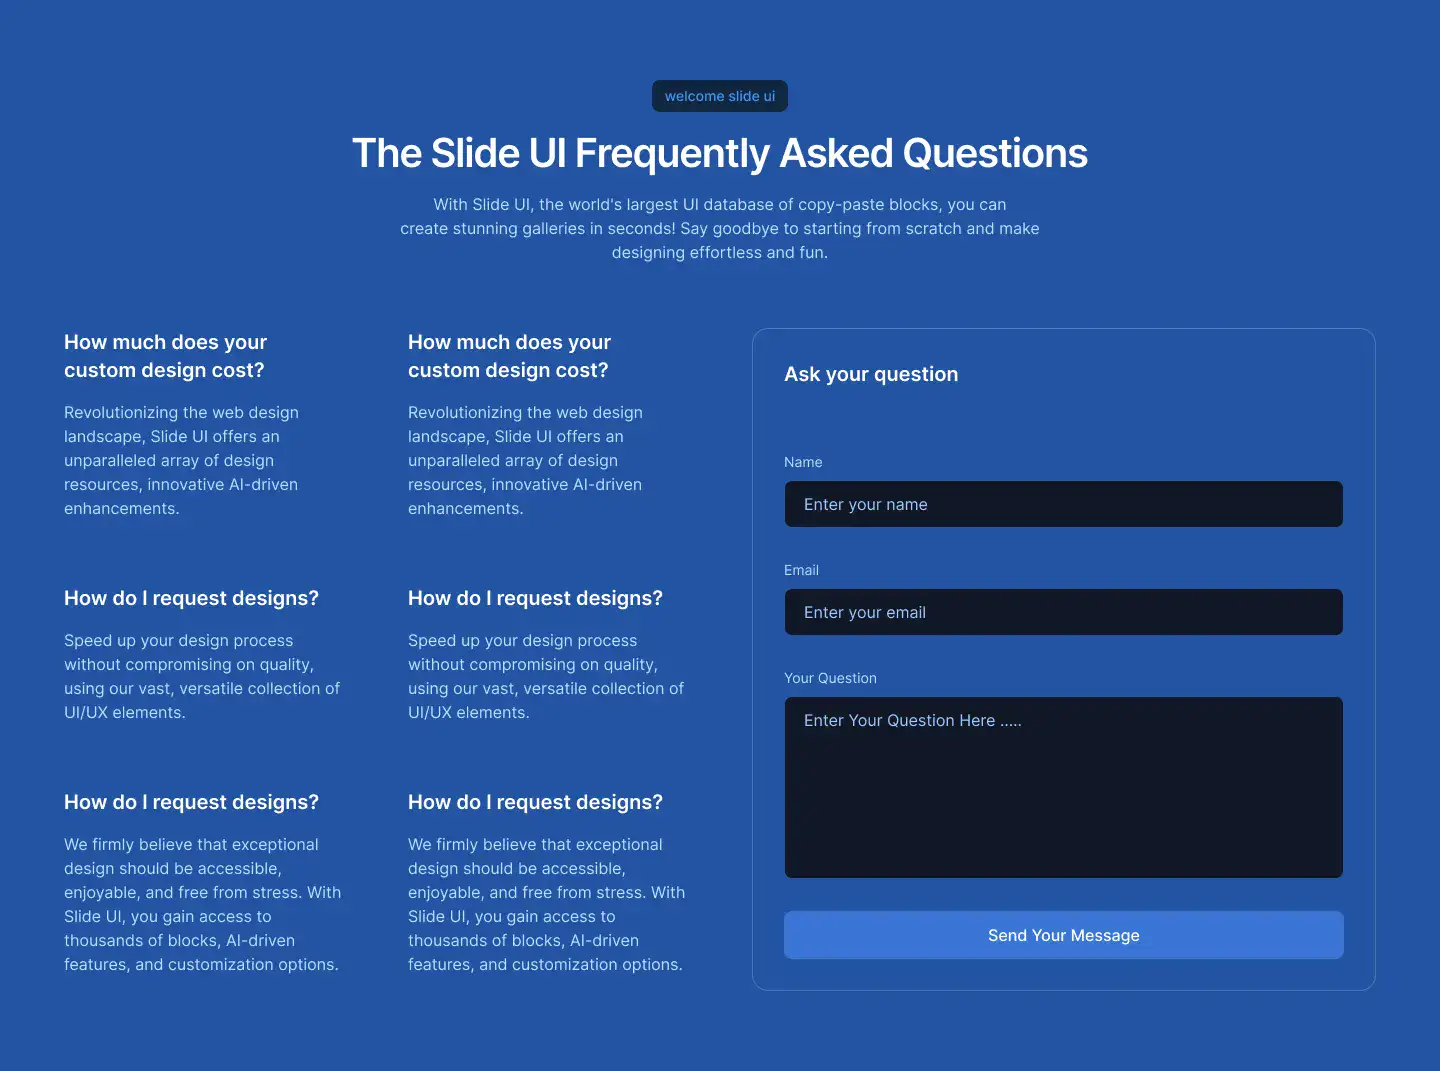 welcome slide ui
The Slide UI Frequently Asked Questions
With Slide UI, the world's largest UI database of copy-paste blocks, you can
create stunning galleries in seconds! Say goodbye to starting from scratch and make
designing effortless and fun.
How much does your
custom design cost?
Revolutionizing the web design
landscape, Slide UI offers an
unparalleled array of design
resources, innovative AI-driven
enhancements.
How much does your
custom design cost?
Revolutionizing the web design
landscape, Slide UI offers an
unparalleled array of design
resources, innovative AI-driven
enhancements.
How do I request designs?
Speed up your design process
without compromising on quality,
using our vast, versatile collection of
UI/UX elements.
How do I request designs?
Speed up your design process
without compromising on quality,
using our vast, versatile collection of
UI/UX elements.
How do I request designs?
We firmly believe that exceptional
design should be accessible,
enjoyable, and free from stress. With
Slide UI, you gain access to
thousands of blocks, AI-driven
features, and customization options.
How do I request designs?
We firmly believe that exceptional
design should be accessible,
enjoyable, and free from stress. With
Slide UI, you gain access to
thousands of blocks, AI-driven
features, and customization options.
Ask your question
Name
Enter your name
Email
Enter your email
Your Question
Enter Your Question Here .....
Send Your Message